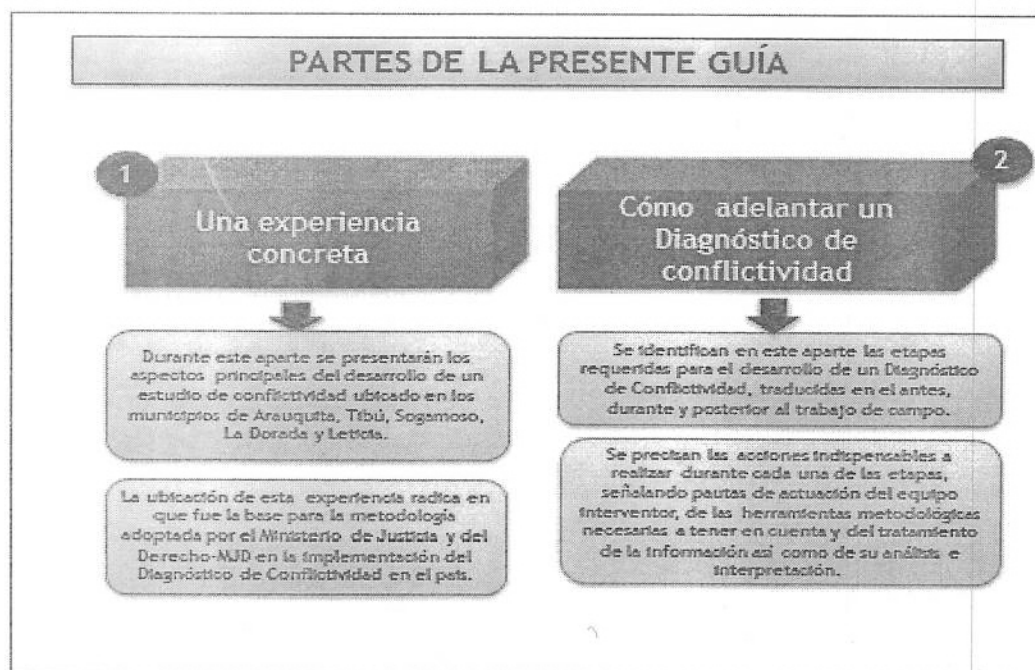 PARTES DE LA PRESENTE GUÍA
1
Una experiencia
concreta
Durante este aparte se presentarán los
aspectos principales del desarrollo de un
estudio de conflictividad ubicado en los
municipios de Arauquita, Tibú, Sogamoso,
La Dorada y Leticia.
La ubicación de esta experiencia radica en
que fue la base para la metodología
adoptada por el Ministerio de Justicia y del
Derecho-MJD en la implementación del
Diagnóstico de Conflictividad en el país.
2
Cómo adelantar un
Diagnóstico de
conflictividad
Se identifican en este aparte las etapas
requeridas para el desarrollo de un Diagnóstico
de Conflictividad, traducidas en el antes,
durante y posterior al trabajo de campo.
Se precisan las acciones indispensables a
realizar durante cada una de las etapas,
señalando pautas de actuación del equipo
interventor, de las herramientas metodológicas
necesarias a tener en cuenta y del tratamiento
de la información así como de su análisis e
interpretación.